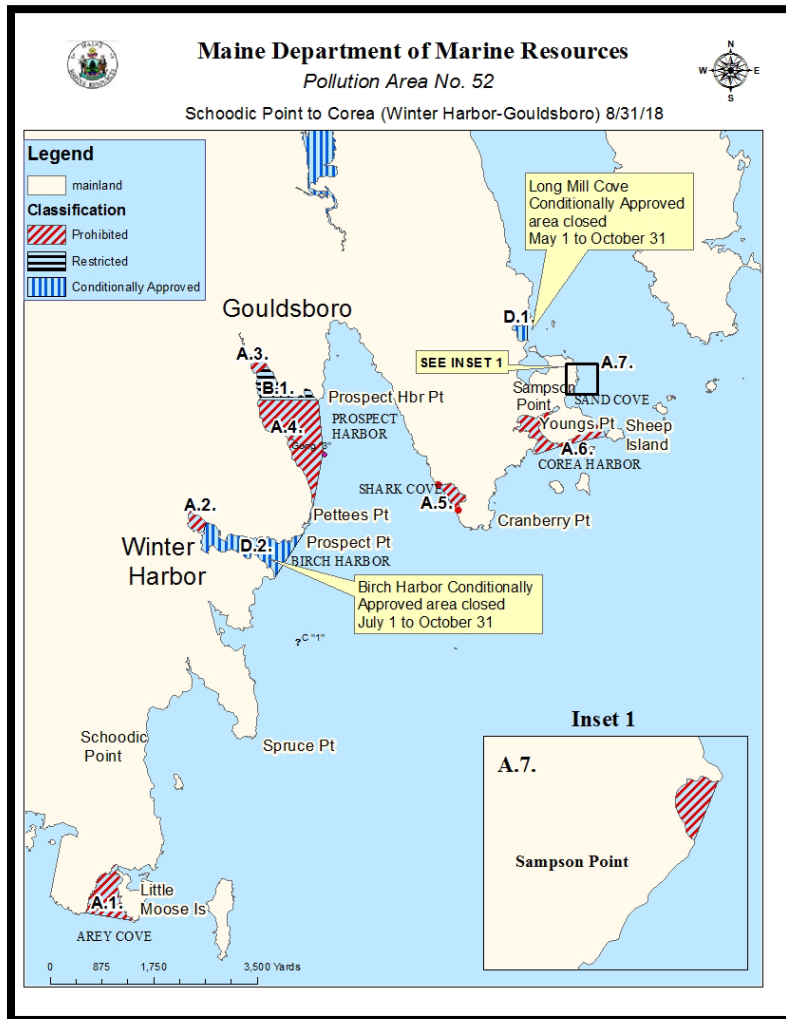 Maine Department of Marine Resources
Pollution Area No. 52
Schoodic Point to Corea (Winter Harbor-Gouldsboro) 8/31/18
N
W
E
S
Legend
mainland
Classification
Prohibited
Restricted
Conditionally Approved
Long Mill Cove
Conditionally Approved
area closed
May 1 to October 31
Gouldsboro
D.1.
A.3.
SEE INSET 1
A.7.
B.1.
Prospect Hbr Pt
Sampson
Point
SAND COVE
A.4.
PROSPECT
HARBOR
Youngs Pt
Sheep
Island
A.6.
COREA HARBOR
SHARK COVE
A.5.
Cranberry Pt
A.2.
Pettees Pt
Winter
Harbor
D.2.
Prospect Pt
BIRCH HARBOR
Birch Harbor Conditionally
Approved area closed
July 1 to October 31
C "1"
Schoodic
Point
Spruce Pt
Inset 1
A.7.
Sampson Point
A.1.
Little
Moose Is
AREY COVE
0 875 1,750 3,500 Yards